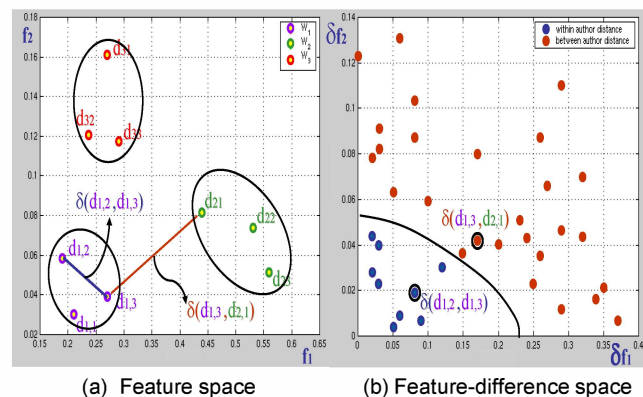 f2
0.18
0.16
0.14
0.12
0.1
0.08
0.06
0.04
0.02
0.15 0.2 0.25 0.3 0.35 0.4 0.45 0.5 0.55 0.6 0.65
f1
W1
W2
W3
d31
d32
d33
δ(d1,2,d1,3)
d21
d22
d23
d1,2
d1,3
d1,1
δ(d1,3,d2,1)
(a) Feature space
δf2
0.14
0.12
0.1
0.08
0.06
0.04
0.02
0
0 0.05 0.1 0.15 0.2 0.25 0.3 0.35 0.4
δf1
within author distance
between author distance
δ(d1,3,d2,1)
δ(d1,2,d1,3)
(b) Feature-difference space